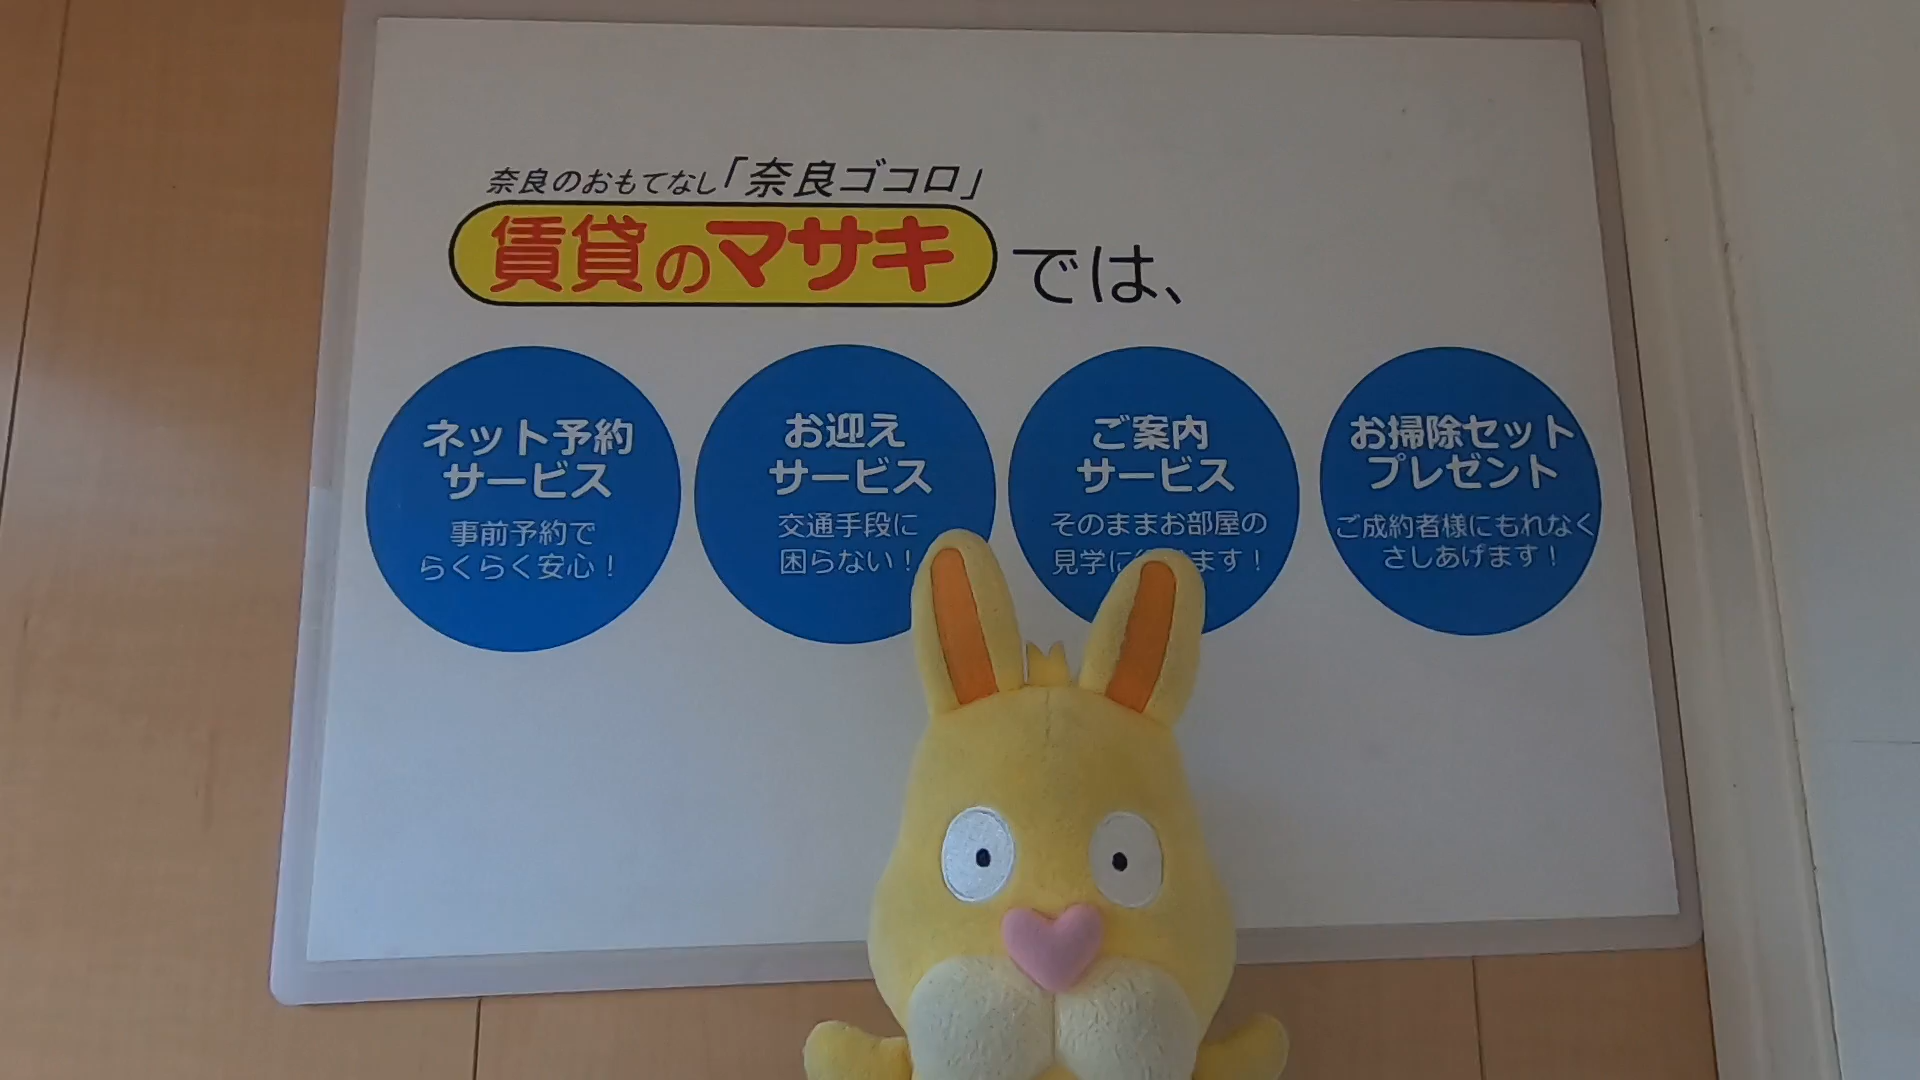 奈良のおもてなし「奈良ゴコロ」
賃貸のマサキでは、
ネット予約
サービス
事前予約で
らくらく安心！
お迎え
サービス
交通手段に
困らない！
ご案内
サービス
そのままお部屋の
見学に ます！
お掃除セット
プレゼント
ご成約者様にもれなく
さしあげます！